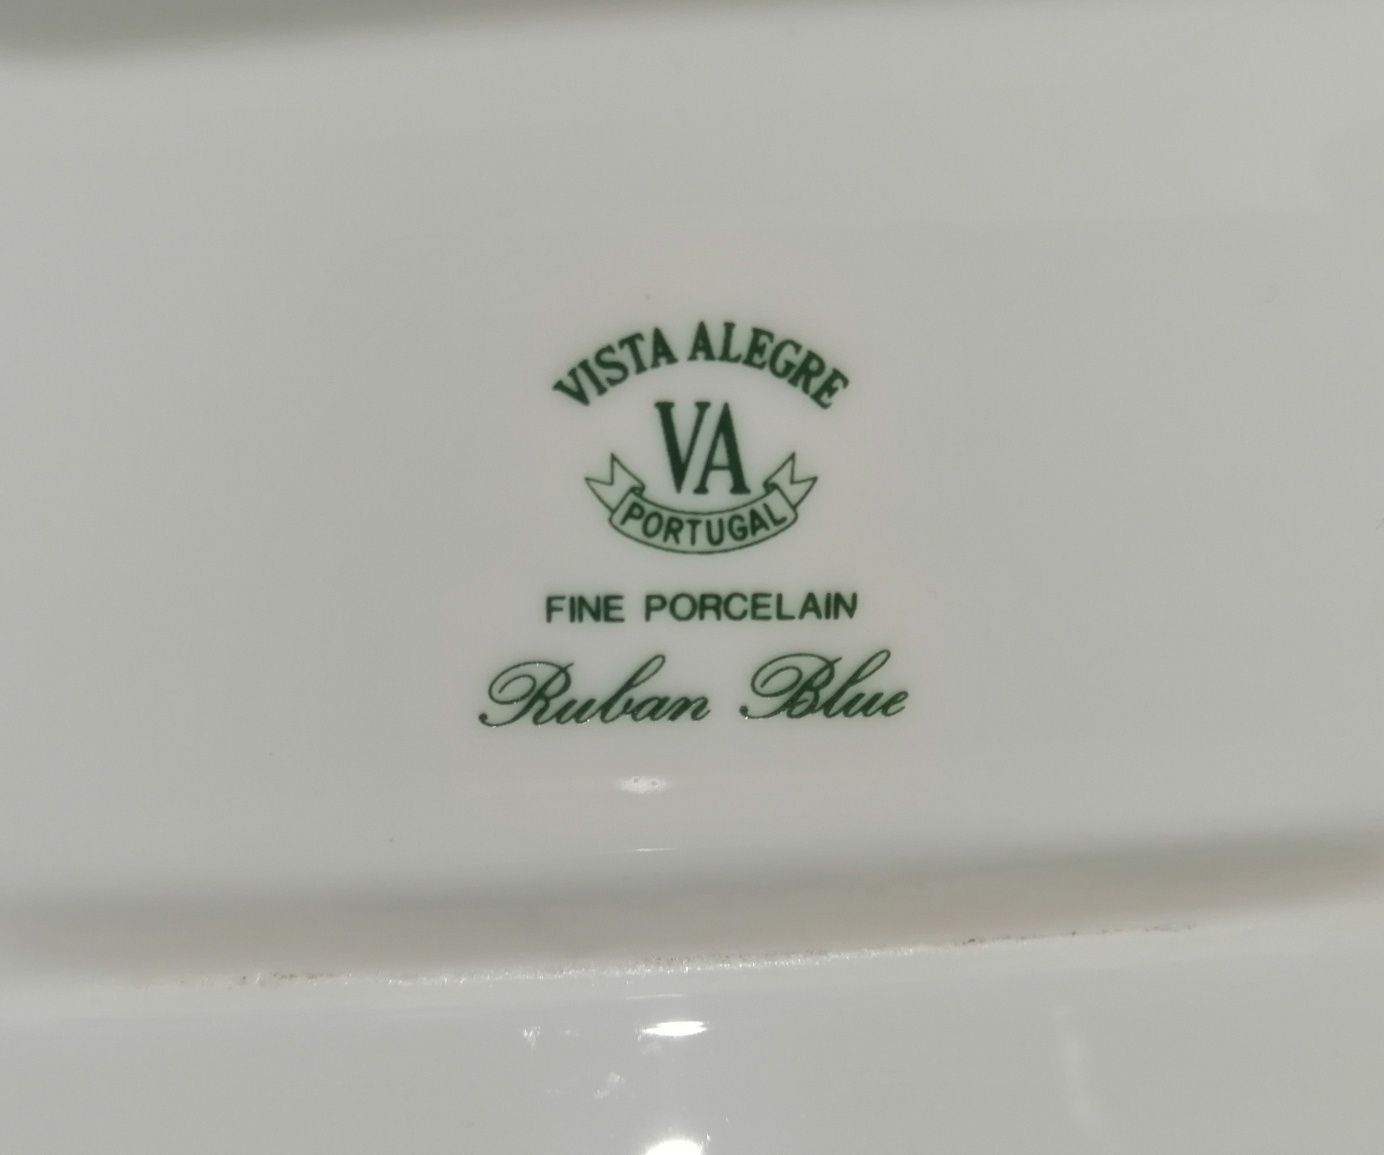 VISTA ALEGRE
VA
PORTUGAL
FINE PORCELAIN
Ruban Blue